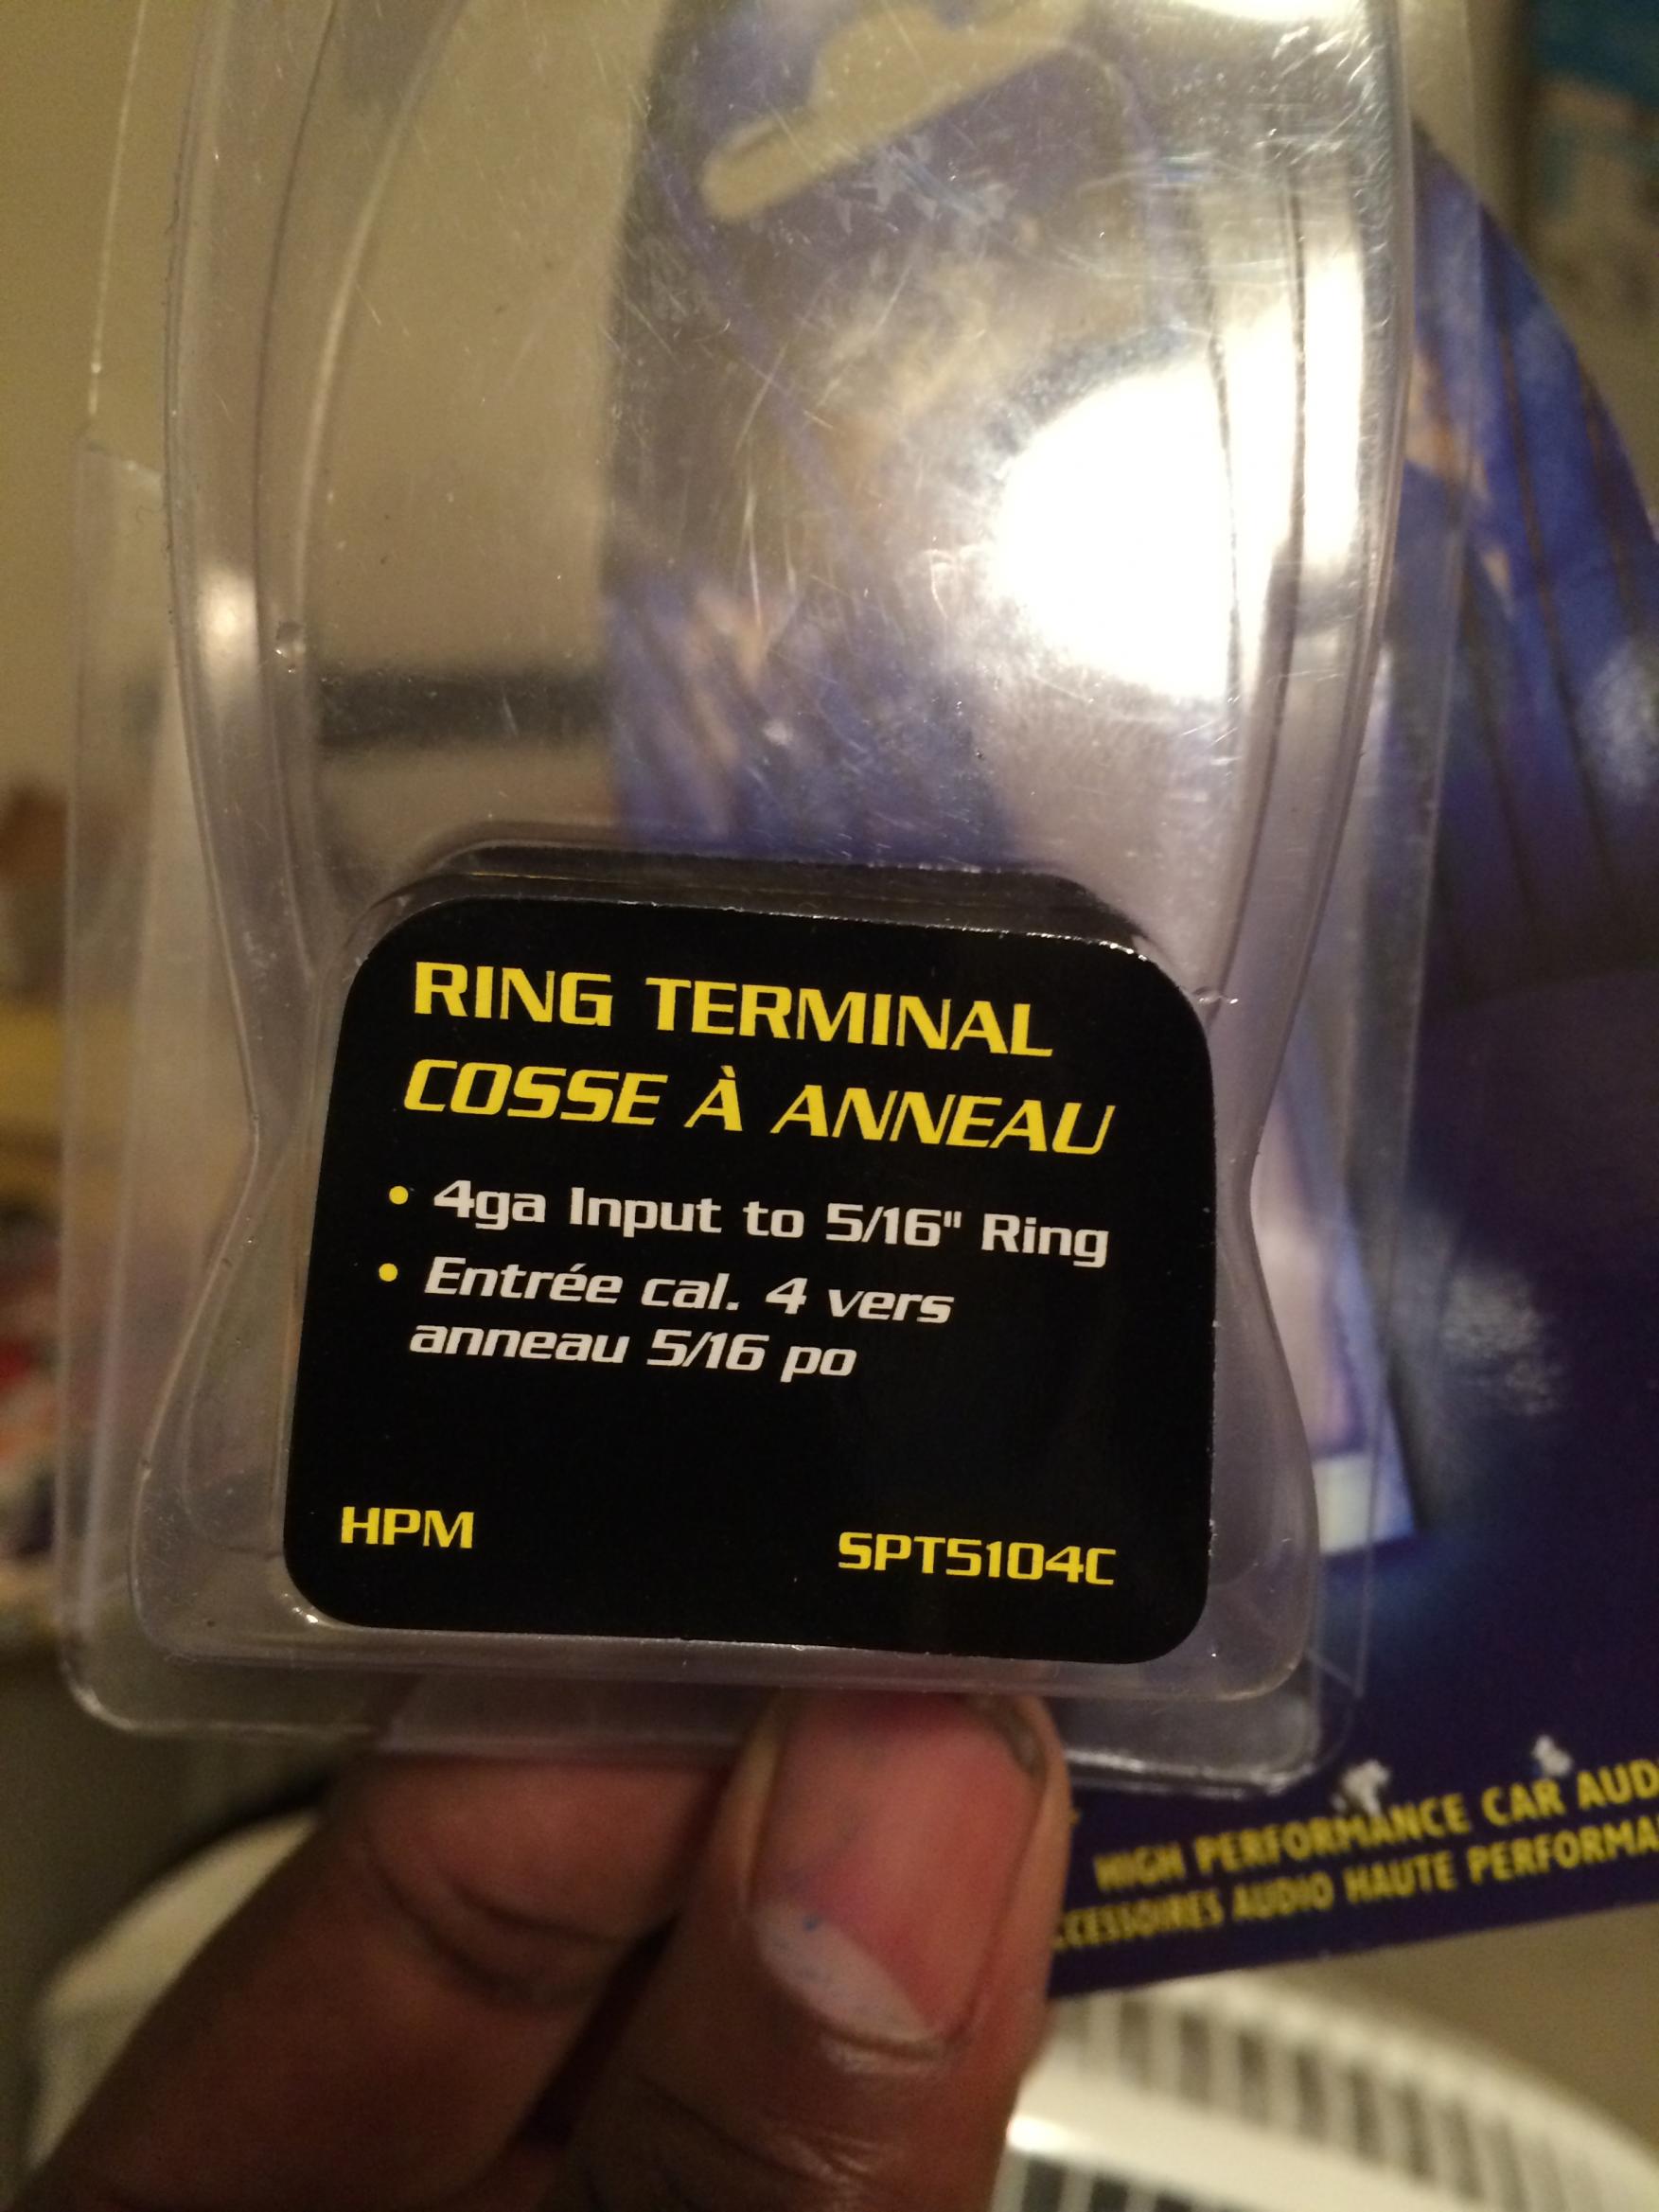 RING TERMINAL
COSSE À ANNEAU
• 4ga Input to 5/16" Ring
• Entrée cal. 4 vers
anneau 5/16 po
HPM SPT5104C
HIGH PERFORMANCE CAR AUD
CCESSOIRES AUDIO HAUTE PERFORMA